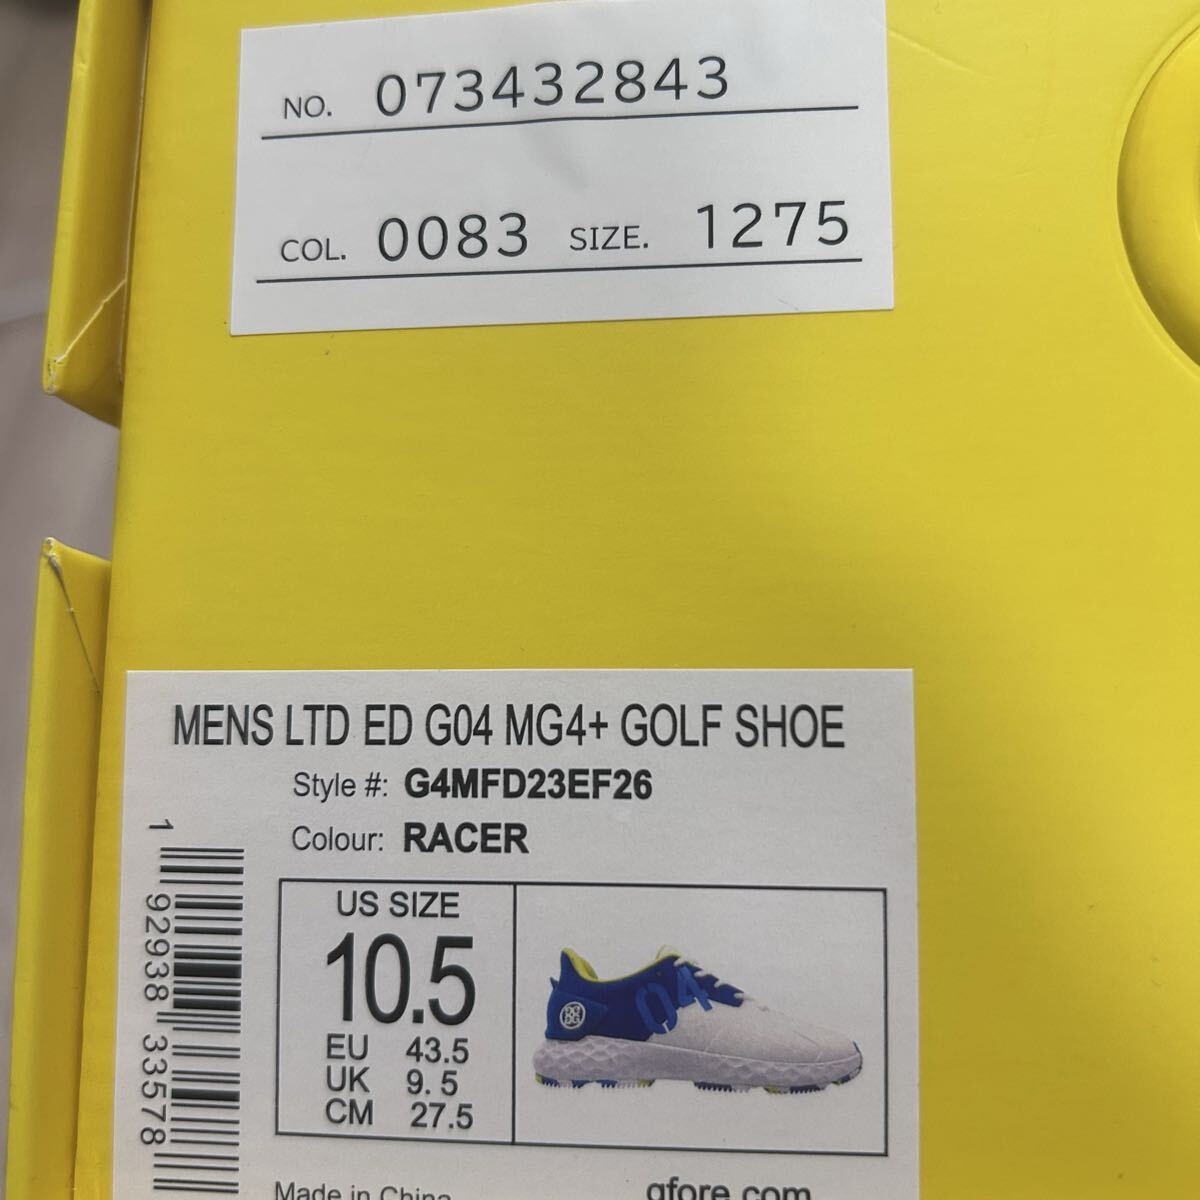 NO. 073432843
COL. 0083 SIZE. 1275
MENS LTD ED G04 MG4+ GOLF SHOE
Style #: G4MFD23EF26
Colour: RACER
1 92938 33578
US SIZE
10.5
EU 43.5
UK 9.5
CM 27.5
04
Made in China
gfore.com